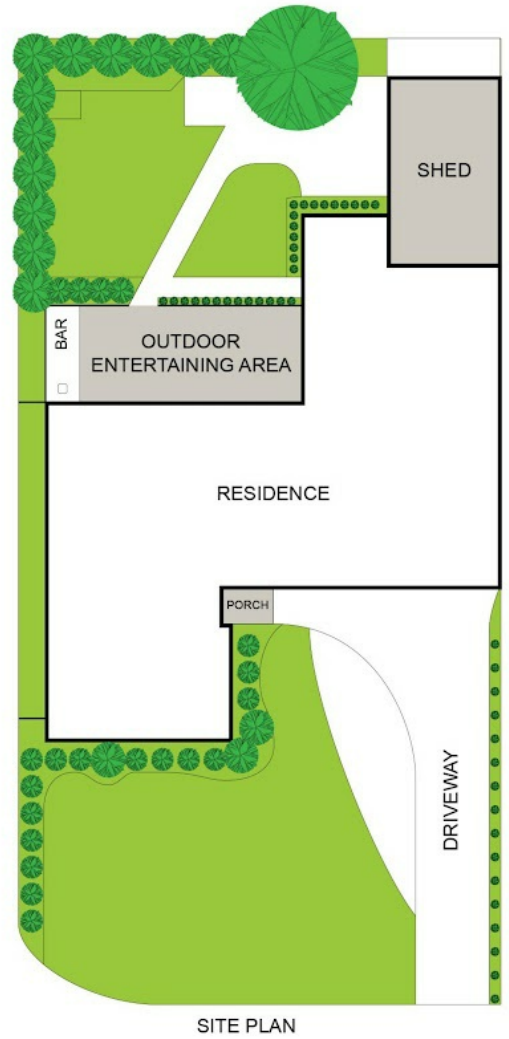 SHED
BAR
OUTDOOR
ENTERTAINING AREA
RESIDENCE
PORCH
DRIVEWAY
SITE PLAN